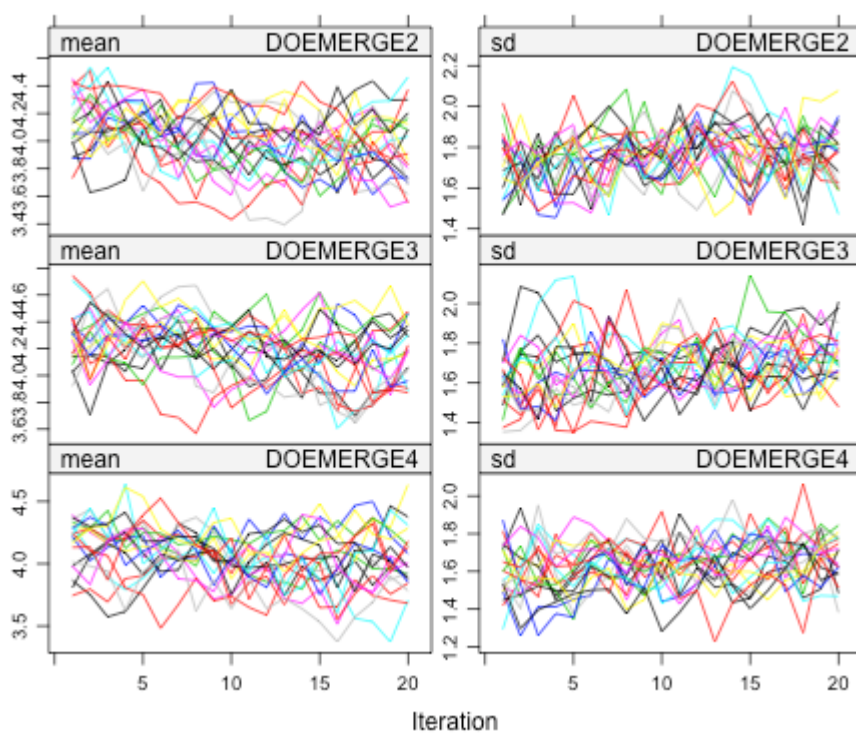 mean DOEMERGE2 sd DOEMERGE2
3.43.63.84.04.24.4
1.4 1.6 1.8 2.0 2.2
mean DOEMERGE3 sd DOEMERGE3
3.63.84.04.24.44.6
1.4 1.6 1.8 2.0
mean DOEMERGE4 sd DOEMERGE4
3.5 4.0 4.5
1.2 1.4 1.6 1.8 2.0
5 10 15 20 5 10 15 20
Iteration